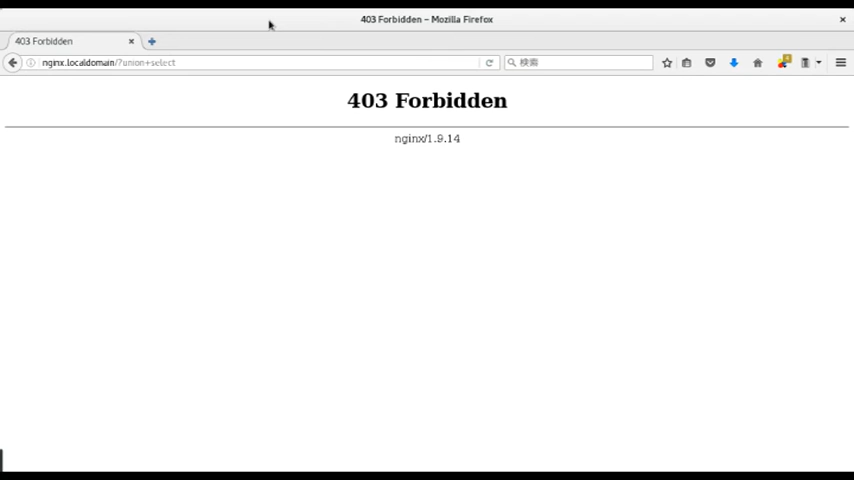 403 Forbidden – Mozilla Firefox
403 Forbidden
nginx.localdomain/?union+select
検索
403 Forbidden
nginx/1.9.14